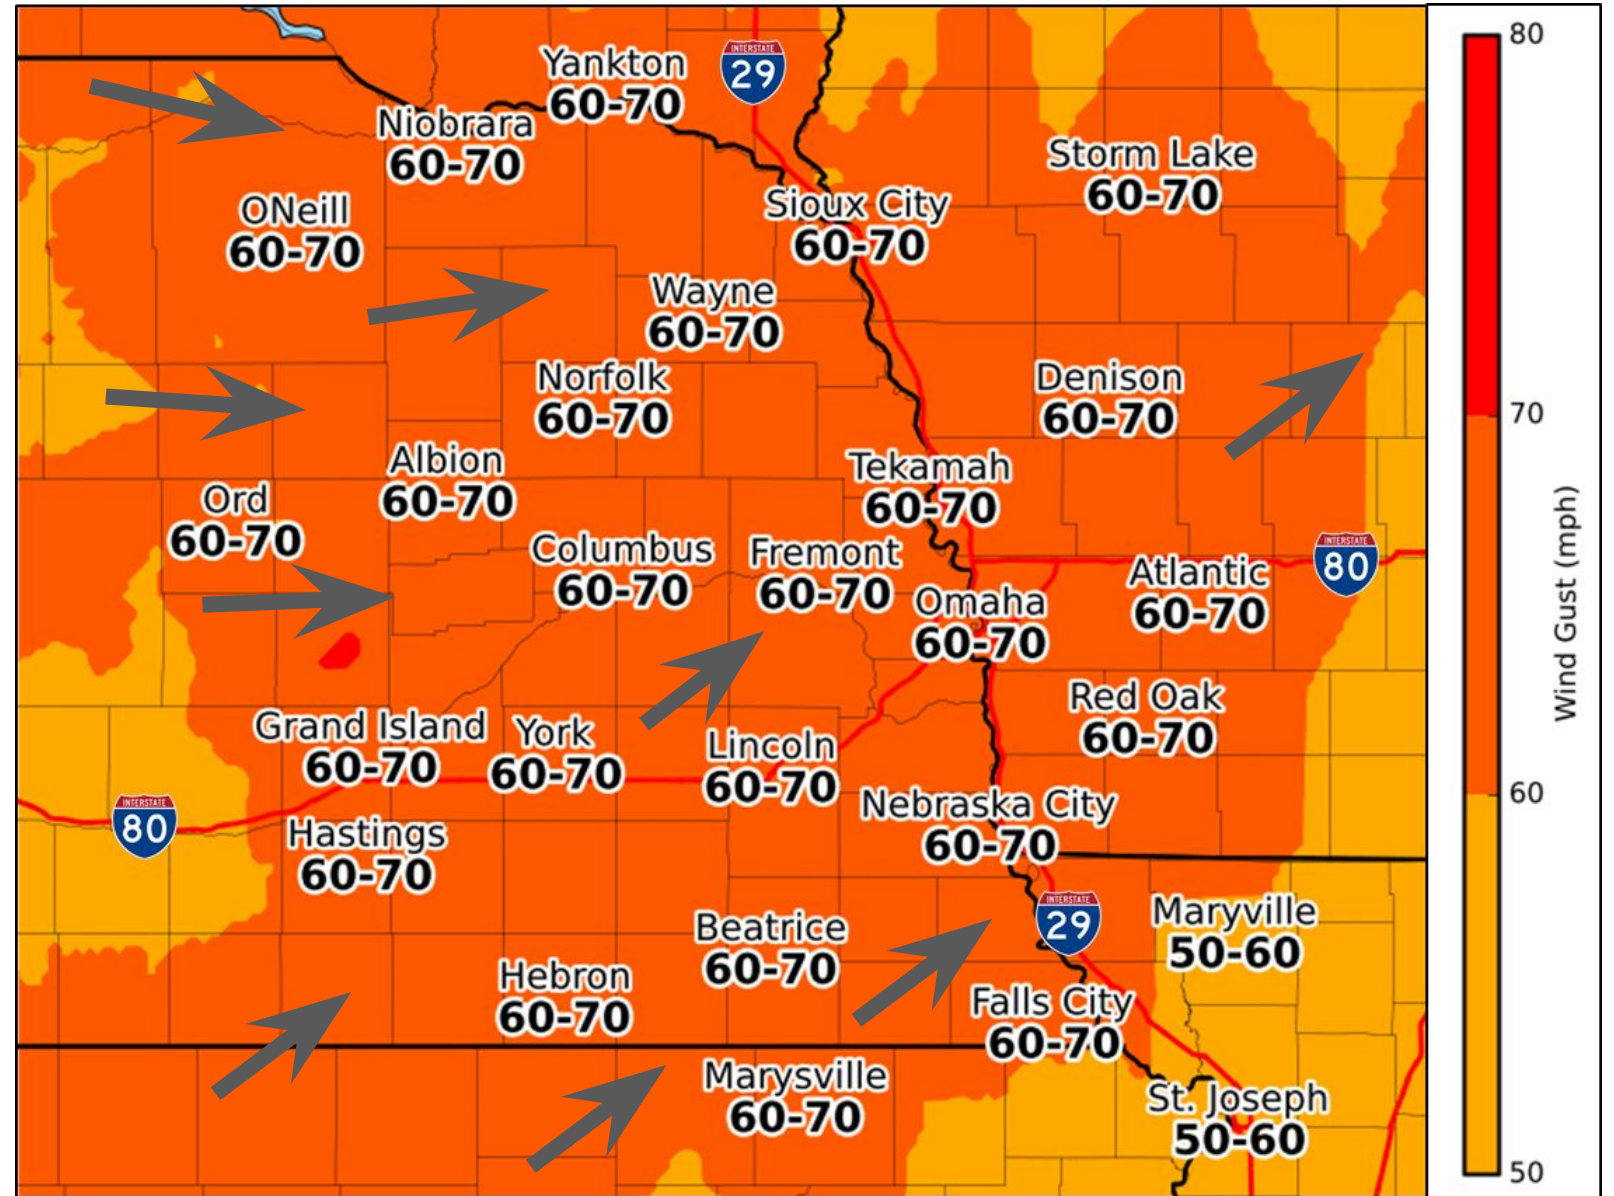 Yankton
60-70
INTERSTATE
29
Niobrara
60-70
Storm Lake
60-70
ONeill
60-70
Sioux City
60-70
Wayne
60-70
Norfolk
60-70
Denison
60-70
Albion
60-70
Tekamah
60-70
Ord
60-70
Columbus
60-70
Fremont
60-70
INTERSTATE
80
Atlantic
60-70
Omaha
60-70
Red Oak
60-70
Grand Island
60-70
York
60-70
Lincoln
60-70
INTERSTATE
80
Hastings
60-70
Nebraska City
60-70
INTERSTATE
29
Maryville
50-60
Beatrice
60-70
Hebron
60-70
Falls City
60-70
Marysville
60-70
St. Joseph
50-60
80
70
60
50
Wind Gust (mph)